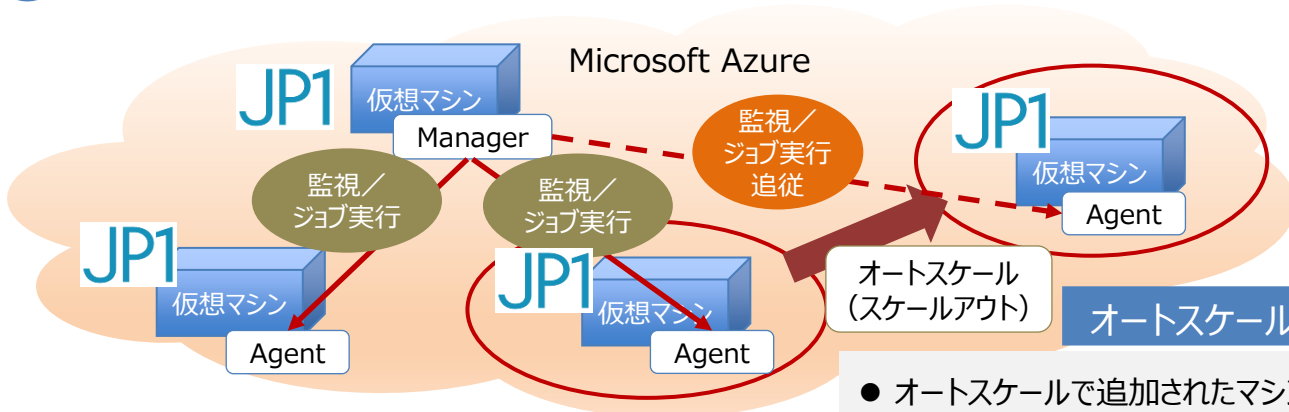 Microsoft Azure
JP1
仮想マシン
Manager
監視／
ジョブ実行
追従
JP1
仮想マシン
Agent
監視／
ジョブ実行
監視／
ジョブ実行
JP1
仮想マシン
Agent
JP1
仮想マシン
Agent
オートスケール
（スケールアウト）
オートスケール
● オートスケールで追加されたマシ